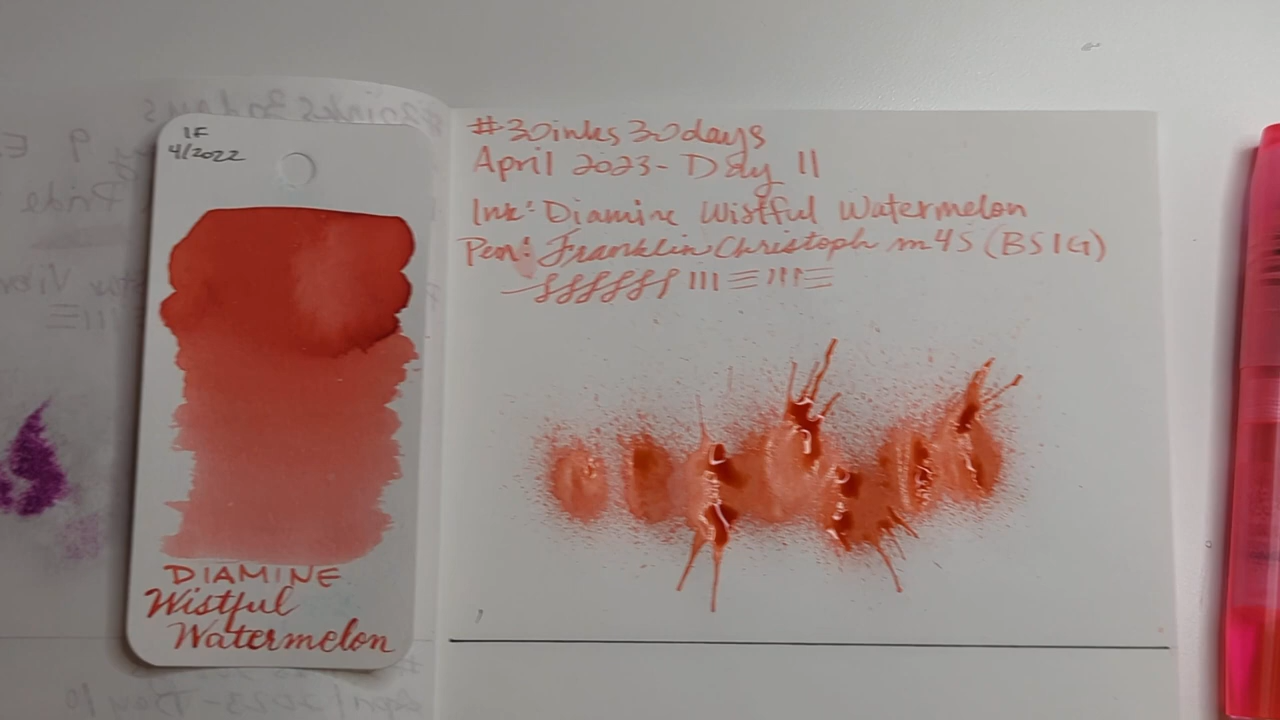 1F
4/2022
DIAMINE
Wistful
Watermelon
#30inks30days
April 2023- Day 11
Ink: Diamine Wistful Watermelon
Pen: Franklin Christoph m45 (BSIG)